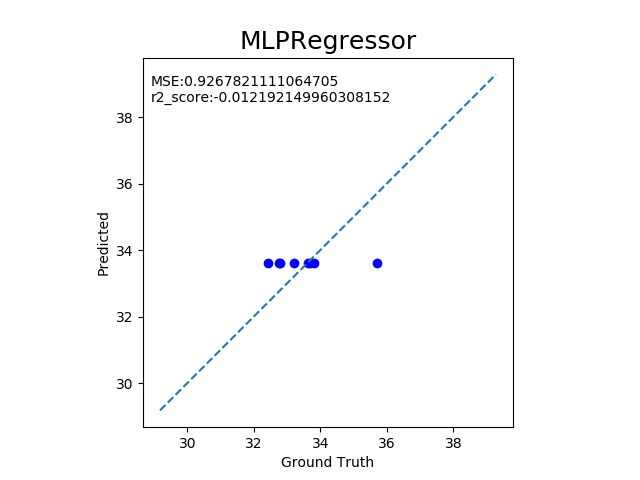 MLPRegressor
MSE:0.9267821111064705
r2_score:-0.012192149960308152
38
36
34
32
30
Predicted
30 32 34 36 38
Ground Truth